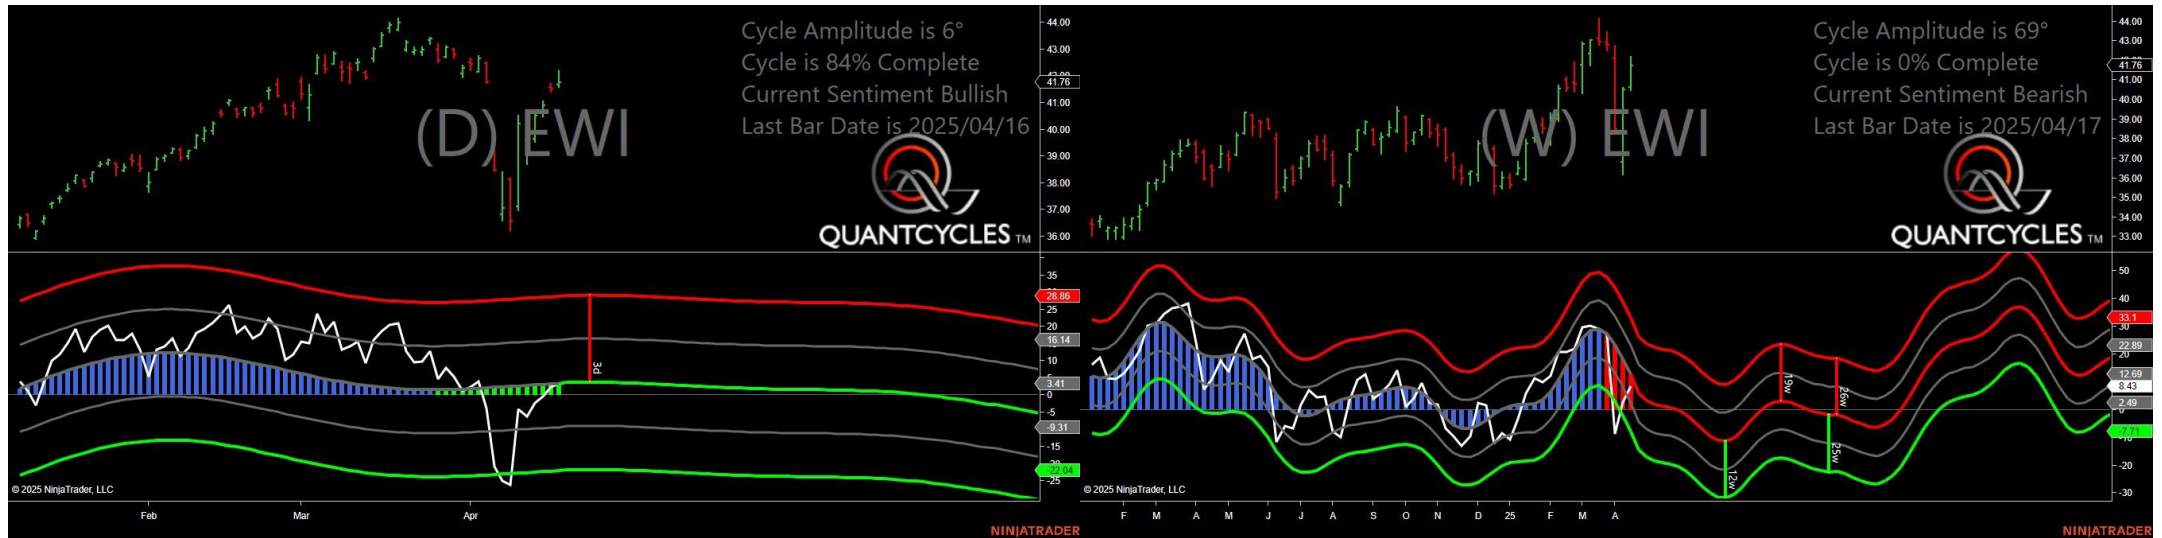 Cycle Amplitude is 6°
Cycle is 84% Complete
Current Sentiment Bullish
Last Bar Date is 2025/04/16
(D) EWI
QUANTCYCLES TM
44.00
43.00
41.76
41.00
40.00
39.00
38.00
37.00
36.00
35
28.86
25
20
16.14
10
3.41
0
-5
-9.31
-15
-22.04
-25
3d
© 2025 NinjaTrader, LLC
Feb Mar Apr
NINJATRADER
Cycle Amplitude is 69°
Cycle is 0% Complete
Current Sentiment Bearish
Last Bar Date is 2025/04/17
(W) EWI
QUANTCYCLES TM
44.00
43.00
41.76
41.00
40.00
39.00
38.00
37.00
36.00
35.00
34.00
33.00
50
40
33.1
30
22.89
20
12.69
8.43
2.49
-7.71
-20
-30
19w
26w
25w
12w
© 2025 NinjaTrader, LLC
F M A M J J A S O N D 25 F M A
NINJATRADER